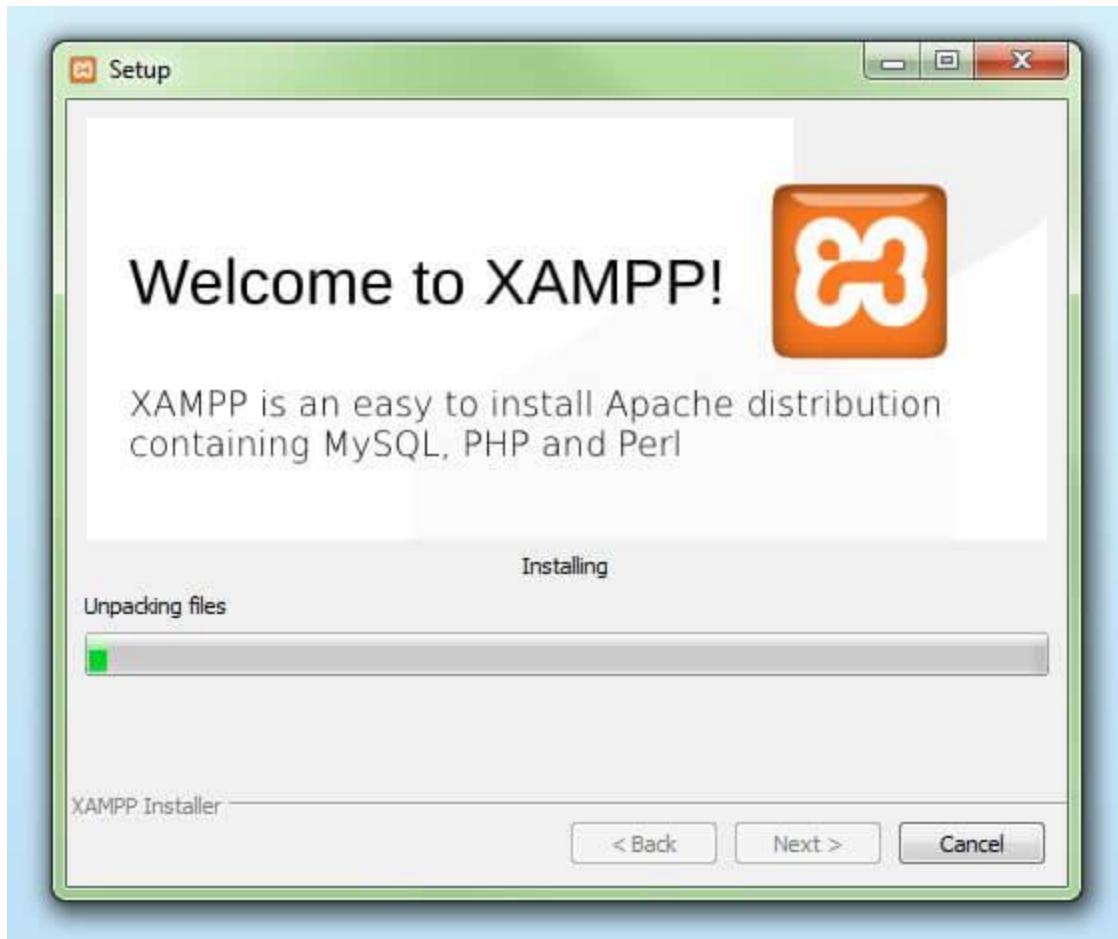 Setup
Welcome to XAMPP!
XAMPP is an easy to install Apache distribution
containing MySQL, PHP and Perl
Installing
Unpacking files
XAMPP Installer
< Back
Next >
Cancel